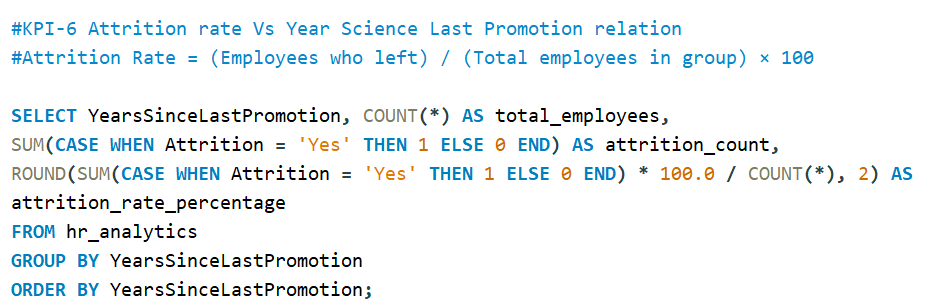 #KPI-6 Attrition rate Vs Year Science Last Promotion relation
#Attrition Rate = (Employees who left) / (Total employees in group) × 100
SELECT YearsSinceLastPromotion, COUNT(*) AS total_employees,
SUM(CASE WHEN Attrition = 'Yes' THEN 1 ELSE 0 END) AS attrition_count,
ROUND(SUM(CASE WHEN Attrition = 'Yes' THEN 1 ELSE 0 END) * 100.0 / COUNT(*), 2) AS
attrition_rate_percentage
FROM hr_analytics
GROUP BY YearsSinceLastPromotion
ORDER BY YearsSinceLastPromotion;